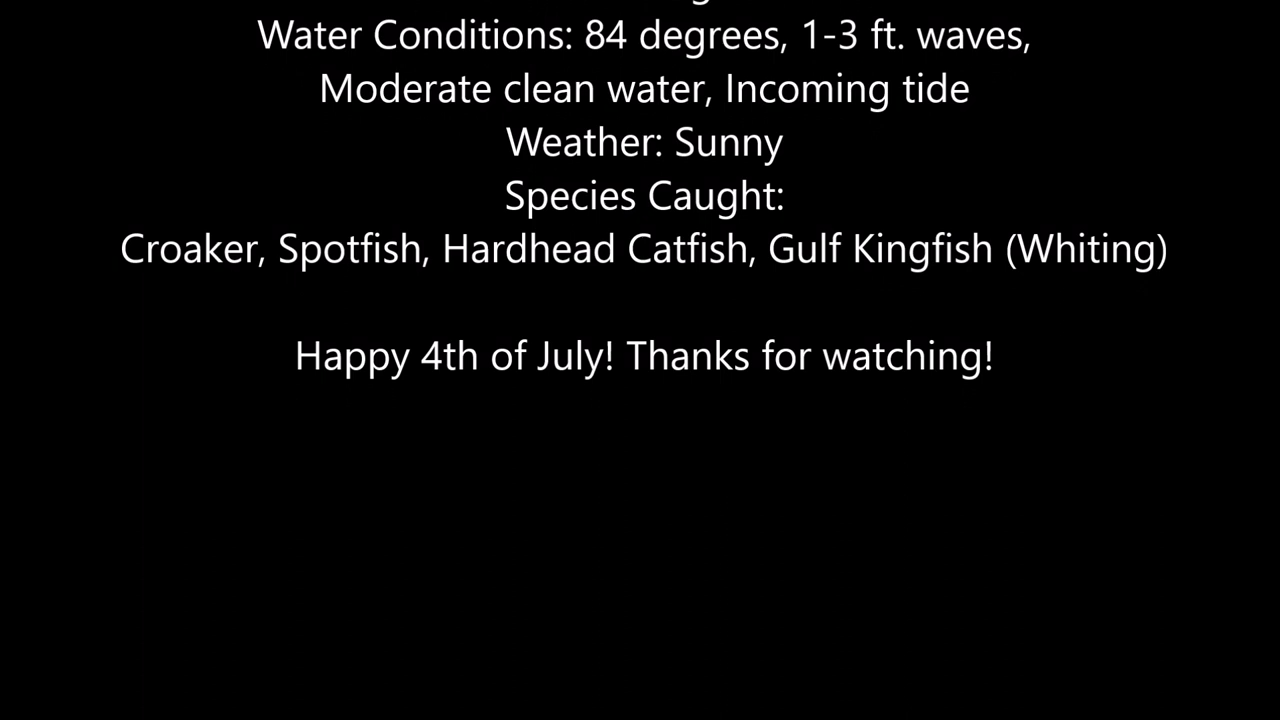 Water Conditions: 84 degrees, 1-3 ft. waves,
Moderate clean water, Incoming tide
Weather: Sunny
Species Caught:
Croaker, Spotfish, Hardhead Catfish, Gulf Kingfish (Whiting)
Happy 4th of July! Thanks for watching!